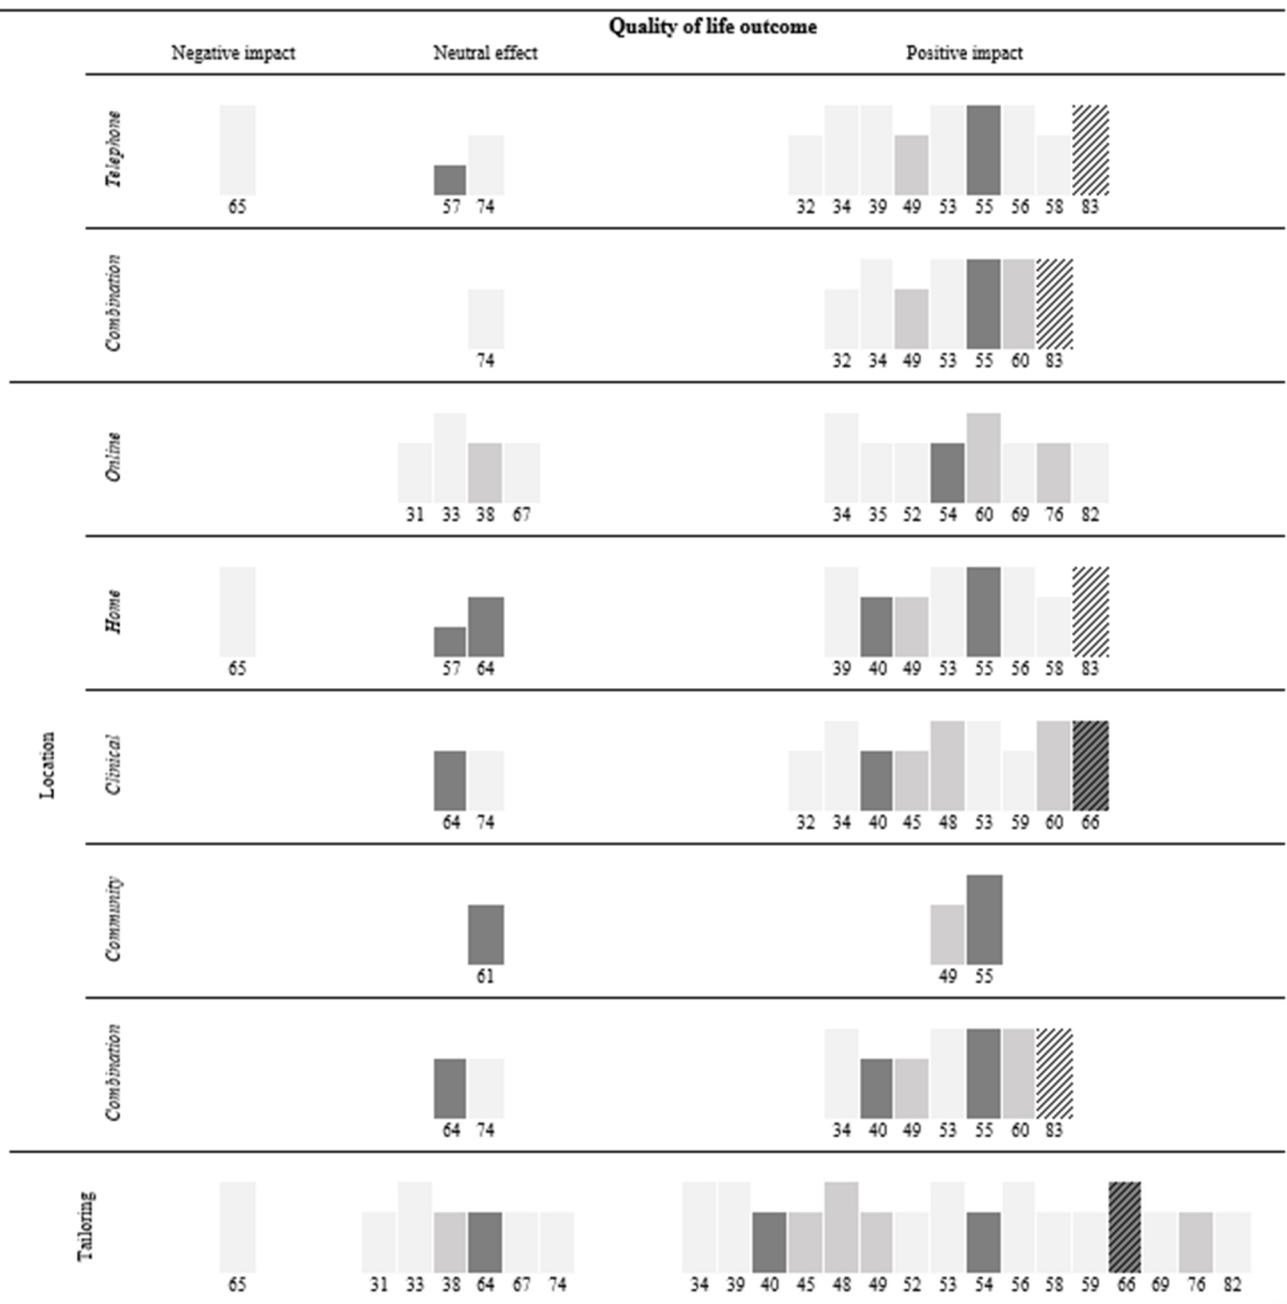 Quality of life outcome
Negative impact Neutral effect Positive impact
Telephone
65 57 74 32 34 39 49 53 55 56 58 83
Combination
74 32 34 49 53 55 60 83
Online
31 33 38 67 34 35 52 54 60 69 76 82
Home
65 57 64 39 40 49 53 55 56 58 83
Location
Clinical
64 74 32 34 40 45 48 53 59 60 66
Community
61 49 55
Combination
64 74 34 40 49 53 55 60 83
Tailoring
65 31 33 38 64 67 74 34 39 40 45 48 49 52 53 54 56 58 59 66 69 76 82